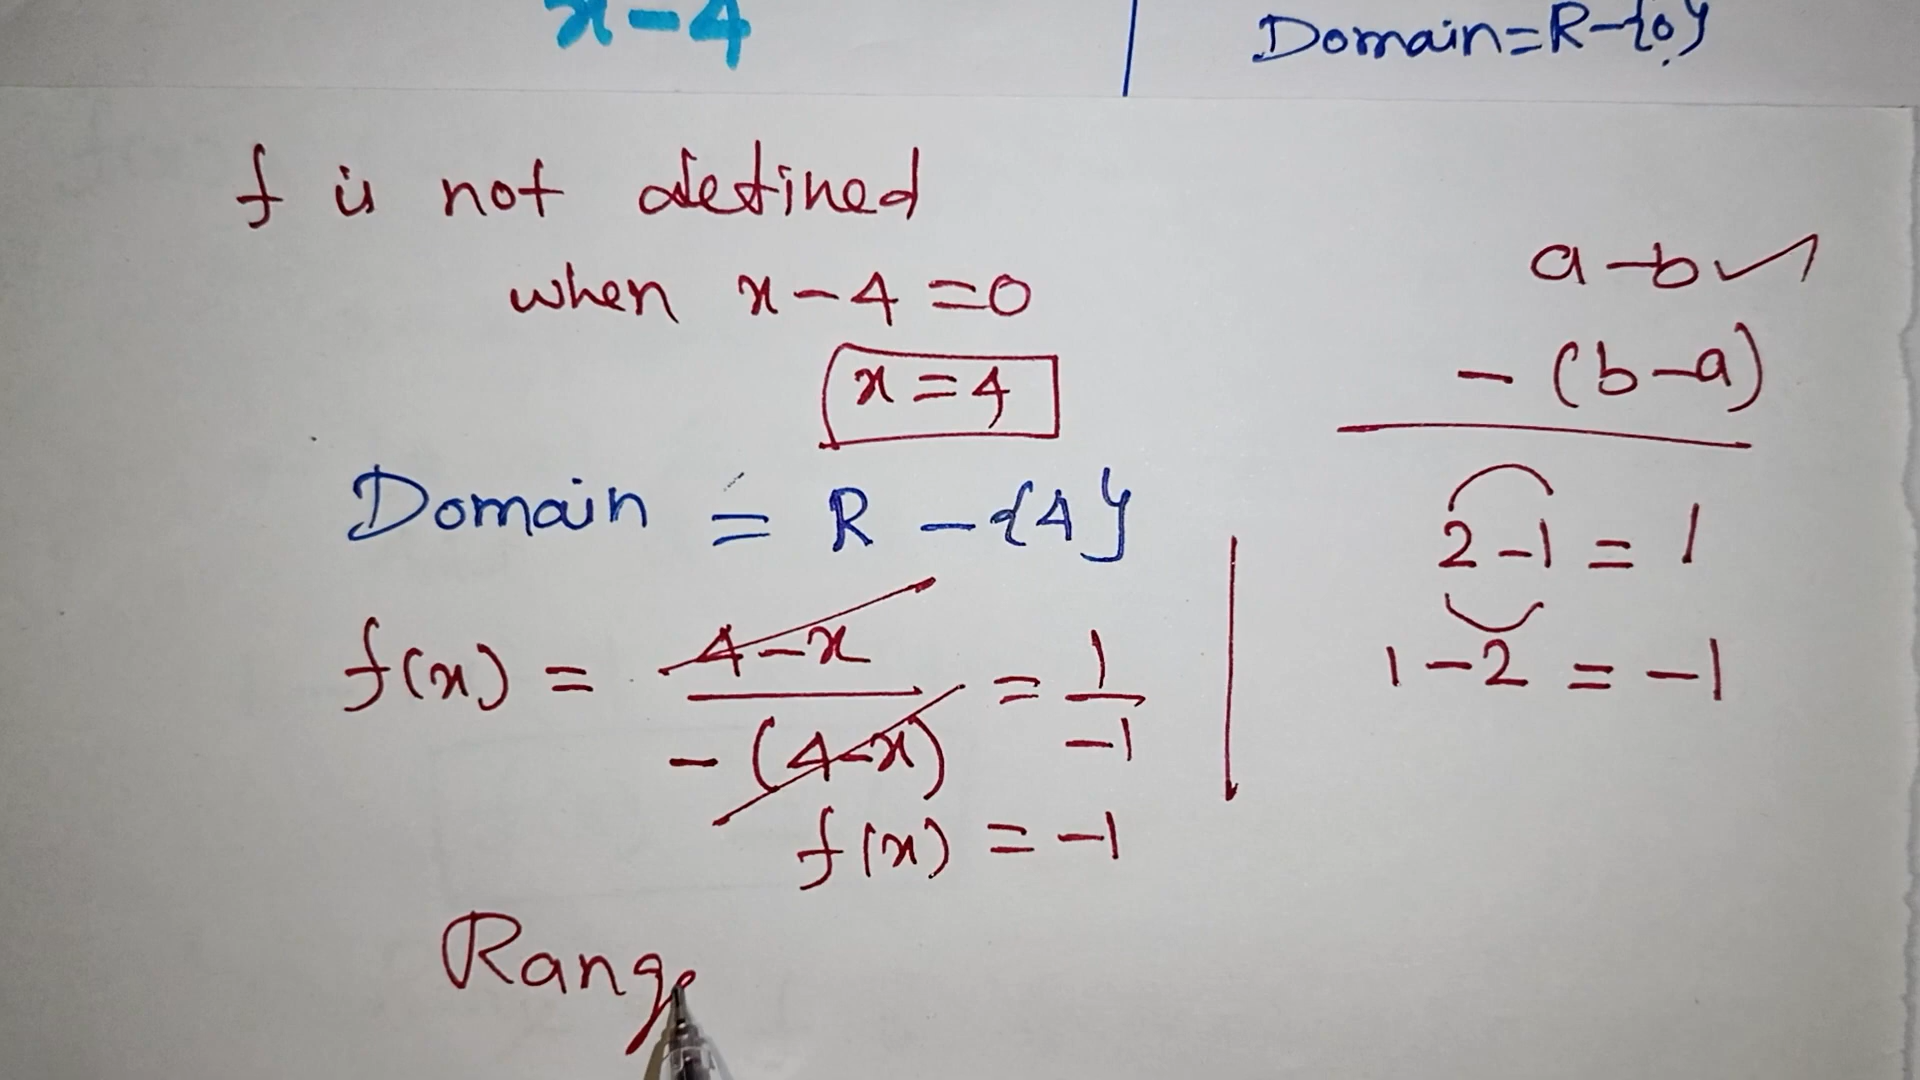 x-4
Domain=R-{0}
f is not defined
when x-4=0
x=4
Domain = R -{4}
f(x) = 4-x / -(4-x) = 1 / -1
f(x) = -1
Range
a-b ✓
-(b-a)
2-1 = 1
1-2 = -1